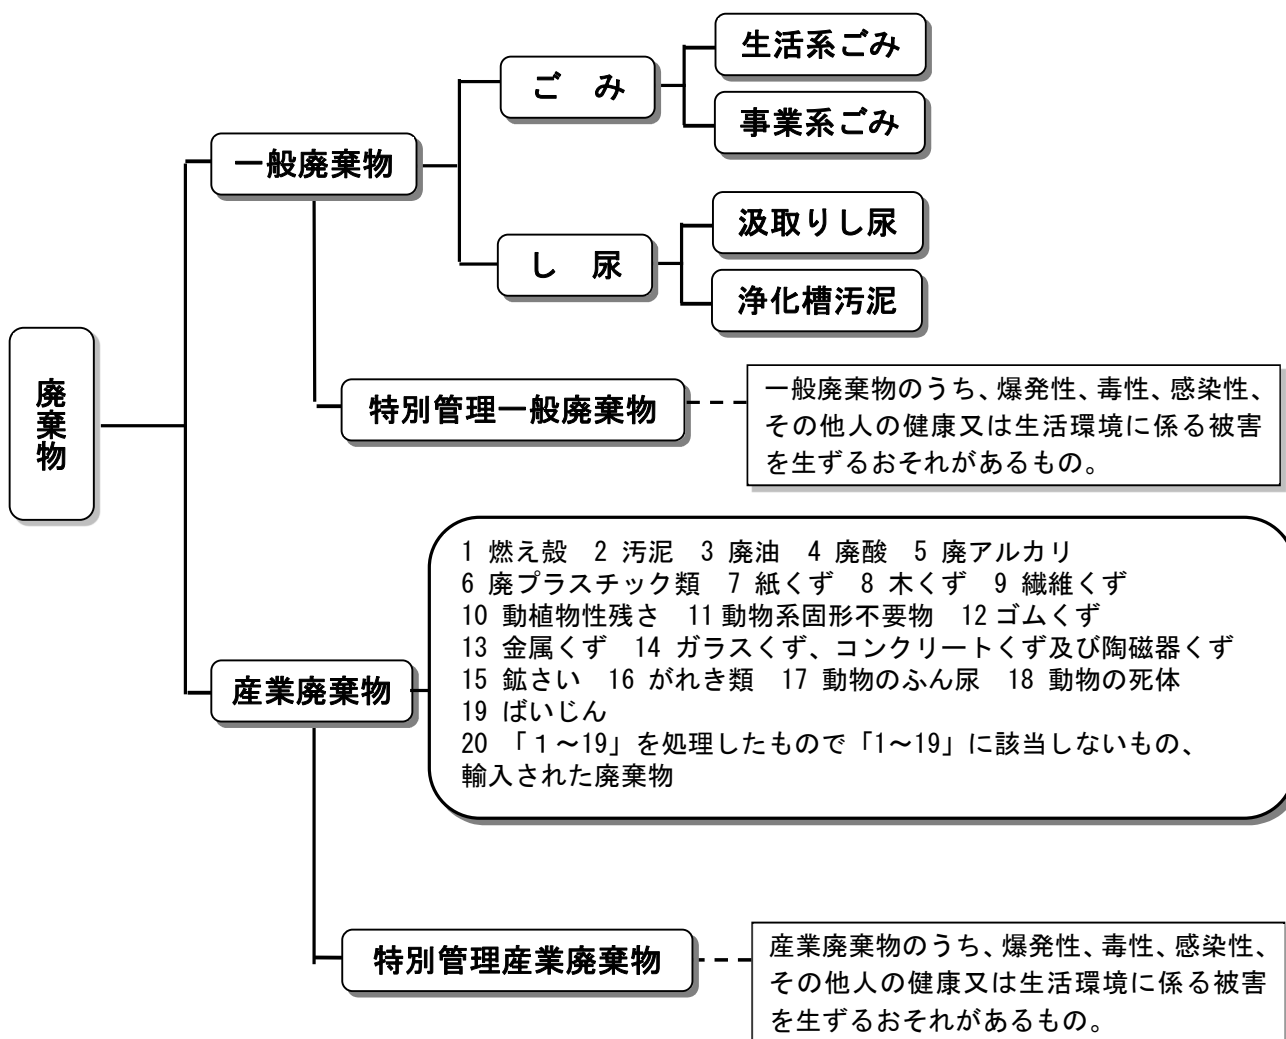 生活系ごみ
ご み
事業系ごみ
一般廃棄物
汲取りし尿
し 尿
浄化槽汚泥
廃棄物
特別管理一般廃棄物
一般廃棄物のうち、爆発性、毒性、感染性、
その他人の健康又は生活環境に係る被害
を生ずるおそれがあるもの。
産業廃棄物
1 燃え殻 2 汚泥 3 廃油 4 廃酸 5 廃アルカリ
6 廃プラスチック類 7 紙くず 8 木くず 9 繊維くず
10 動植物性残さ 11 動物系固形不要物 12 ゴムくず
13 金属くず 14 ガラスくず、コンクリートくず及び陶磁器くず
15 鉱さい 16 がれき類 17 動物のふん尿 18 動物の死体
19 ばいじん
20 「１～19」を処理したもので「1～19」に該当しないもの、
輸入された廃棄物
特別管理産業廃棄物
産業廃棄物のうち、爆発性、毒性、感染性、
その他人の健康又は生活環境に係る被害
を生ずるおそれがあるもの。